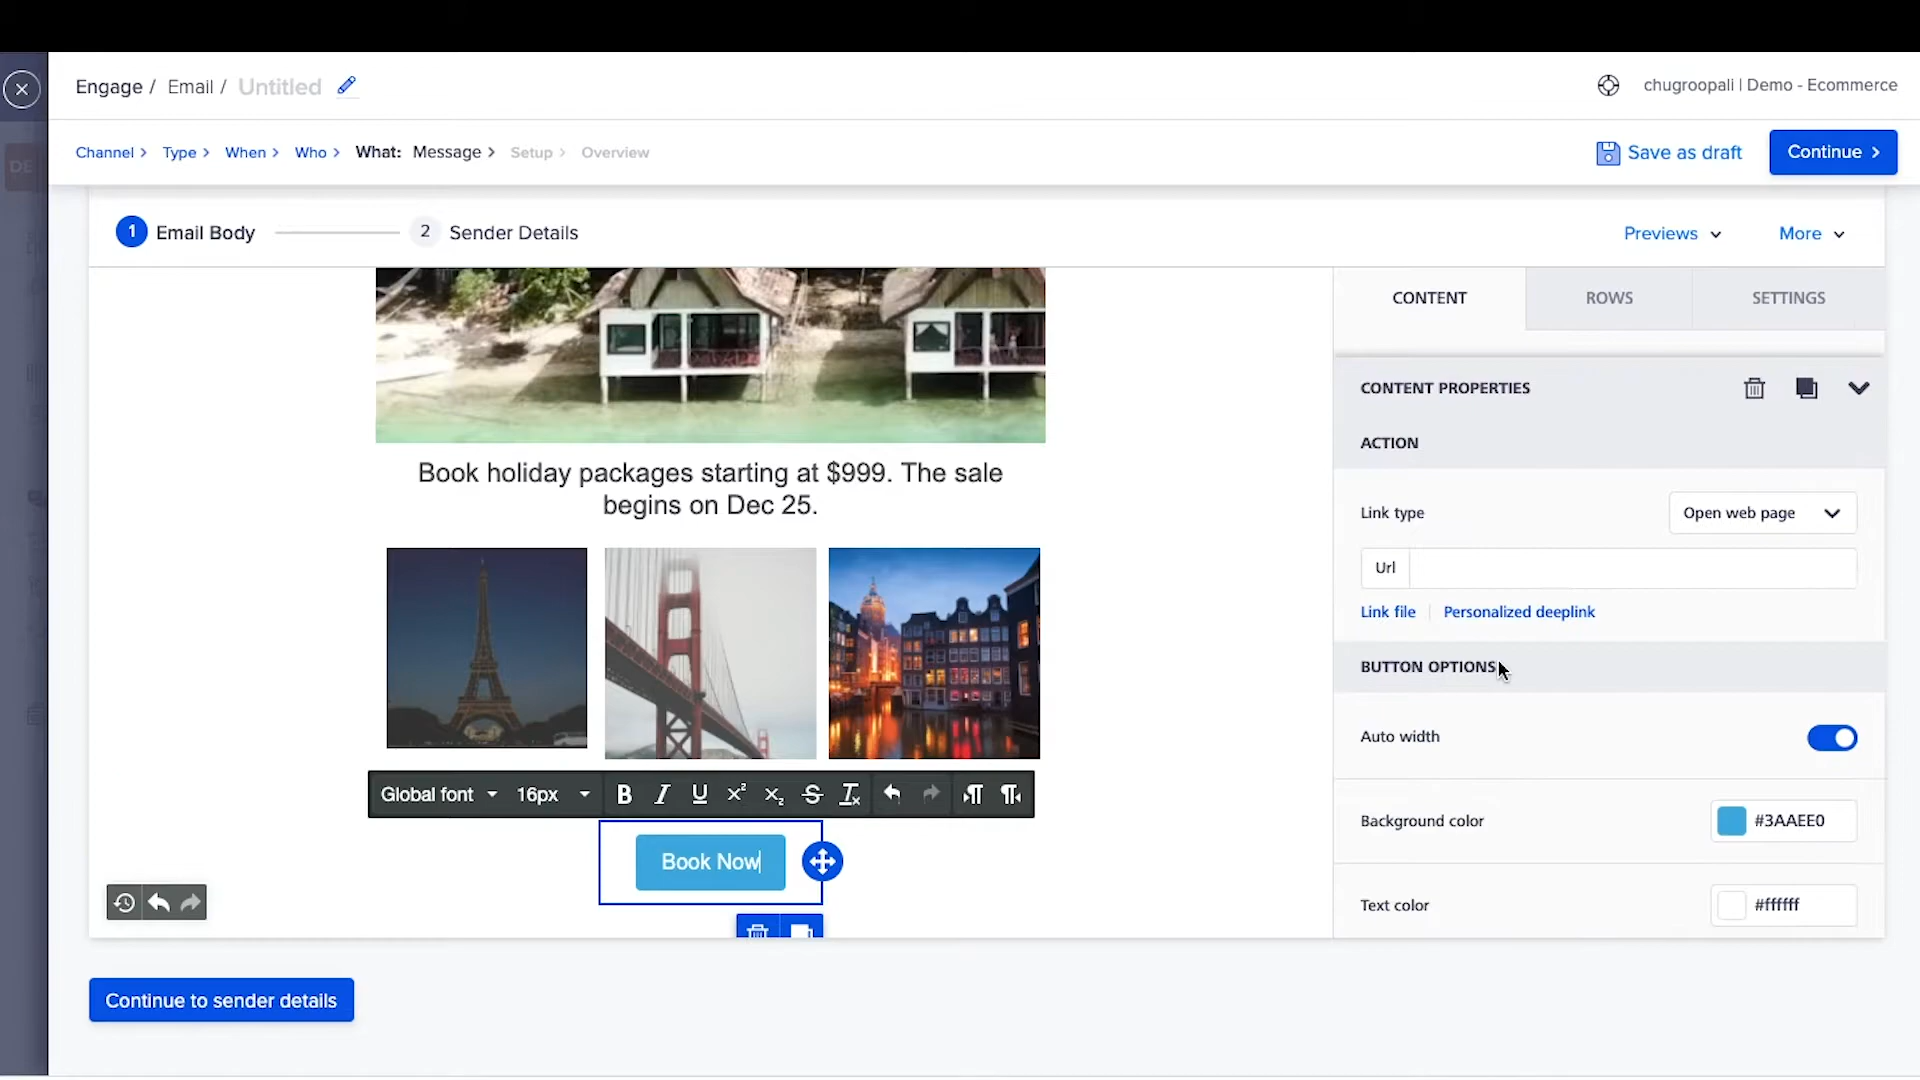 Engage / Email / Untitled
chugroopali | Demo - Ecommerce
DE
Channel > Type > When > Who > What: Message > Setup > Overview
Save as draft
Continue >
1 Email Body
2 Sender Details
Previews
More
CONTENT
ROWS
SETTINGS
CONTENT PROPERTIES
ACTION
Book holiday packages starting at $999. The sale
begins on Dec 25.
Link type
Open web page
Url
Link file
Personalized deeplink
BUTTON OPTIONS
Auto width
Global font
16px
Background color
#3AAEE0
Book Now
Text color
#ffffff
Continue to sender details